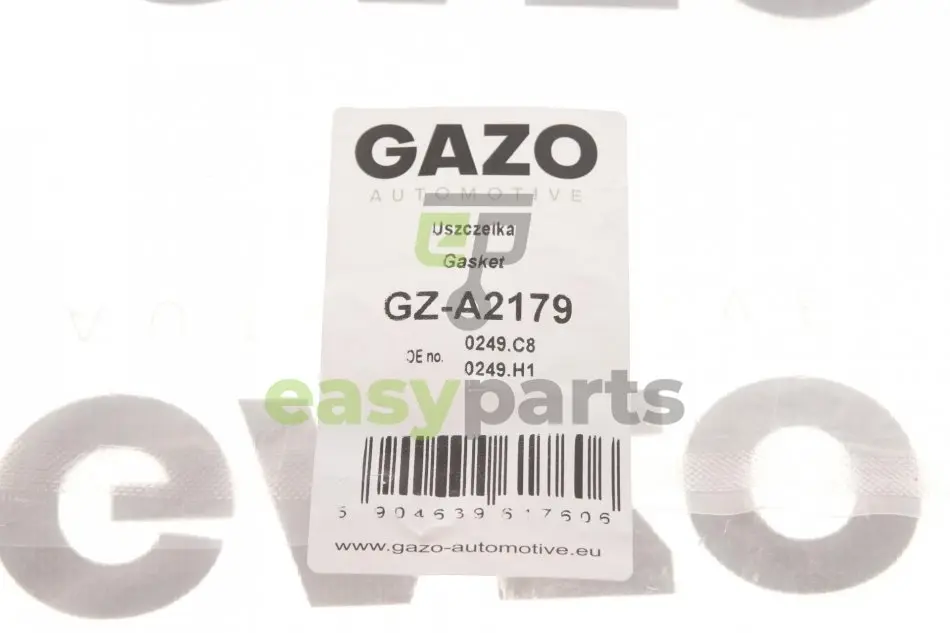 GAZO
AUTOMOTIVE
Uszczelka
Gasket
GZ-A2179
OE no.
0249.C8
0249.H1
easyparts
5 904639 617606
www.gazo-automotive.eu